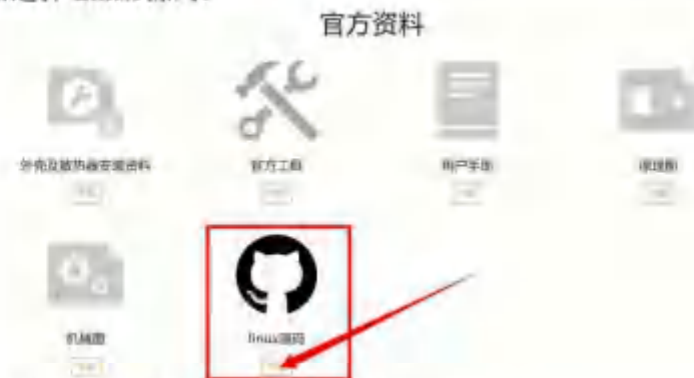 官方资料
外壳及散热器安装资料
官方工具
用户手册
原理图
机械图
linux源码